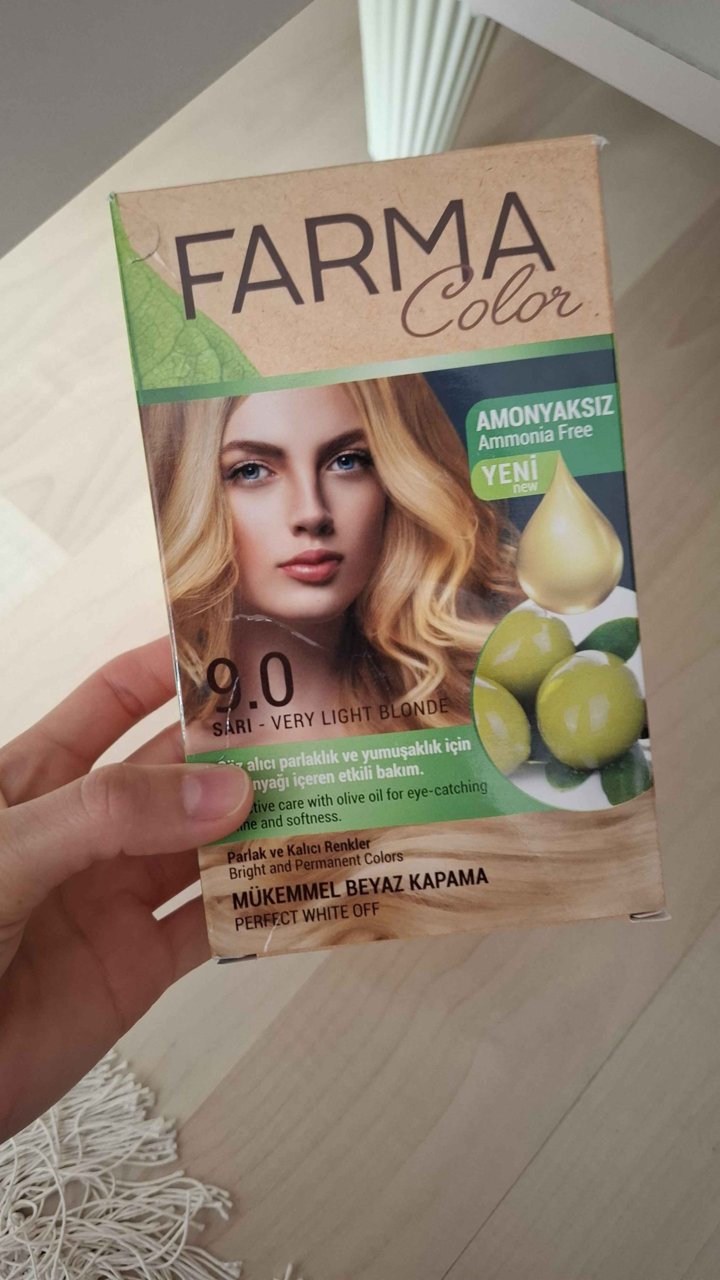 FARMA
Color
AMONYAKSIZ
Ammonia Free
YENİ
new
9.0
SARI - VERY LIGHT BLONDE
alıcı parlaklık ve yumuşaklık için
içeren etkili bakım.
care with olive oil for eye-catching
and softness.
Parlak ve Kalıcı Renkler
Bright and Permanent Colors
MÜKEMMEL BEYAZ KAPAMA
PERFECT WHITE OFF